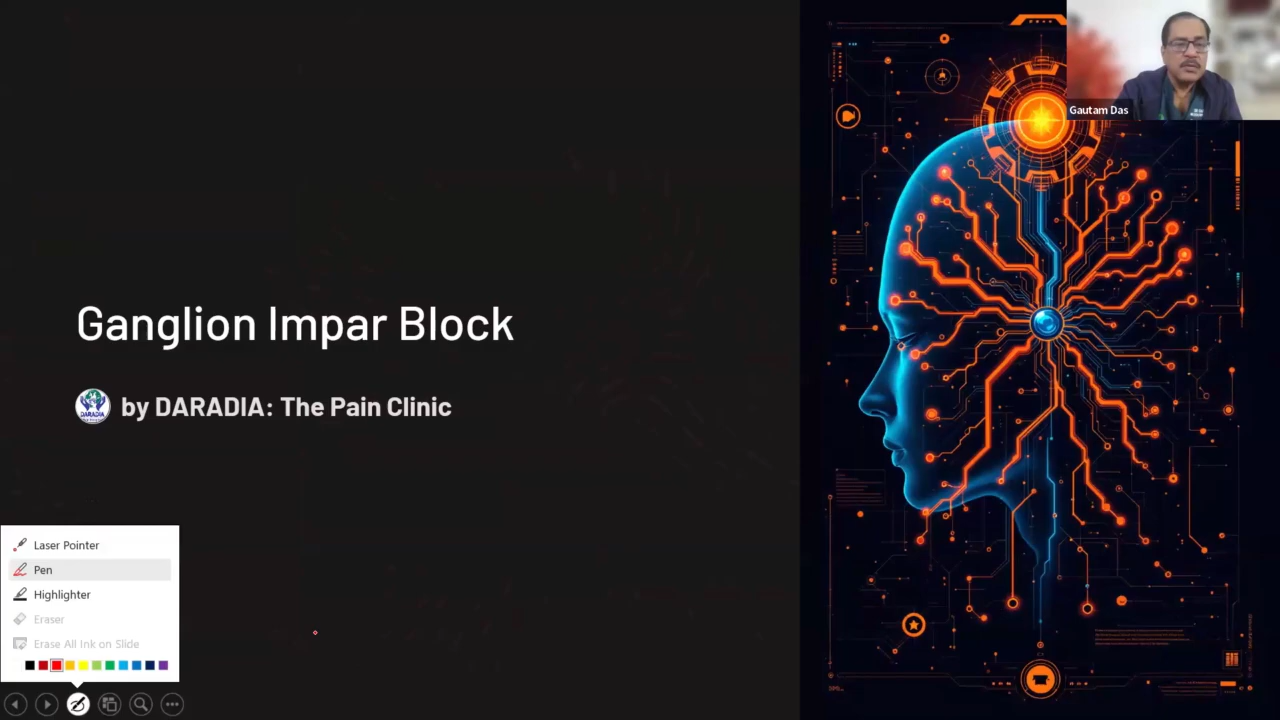 Gautam Das
Ganglion Impar Block
DARADIA
by DARADIA: The Pain Clinic
Laser Pointer
Pen
Highlighter
Eraser
Erase All Ink on Slide